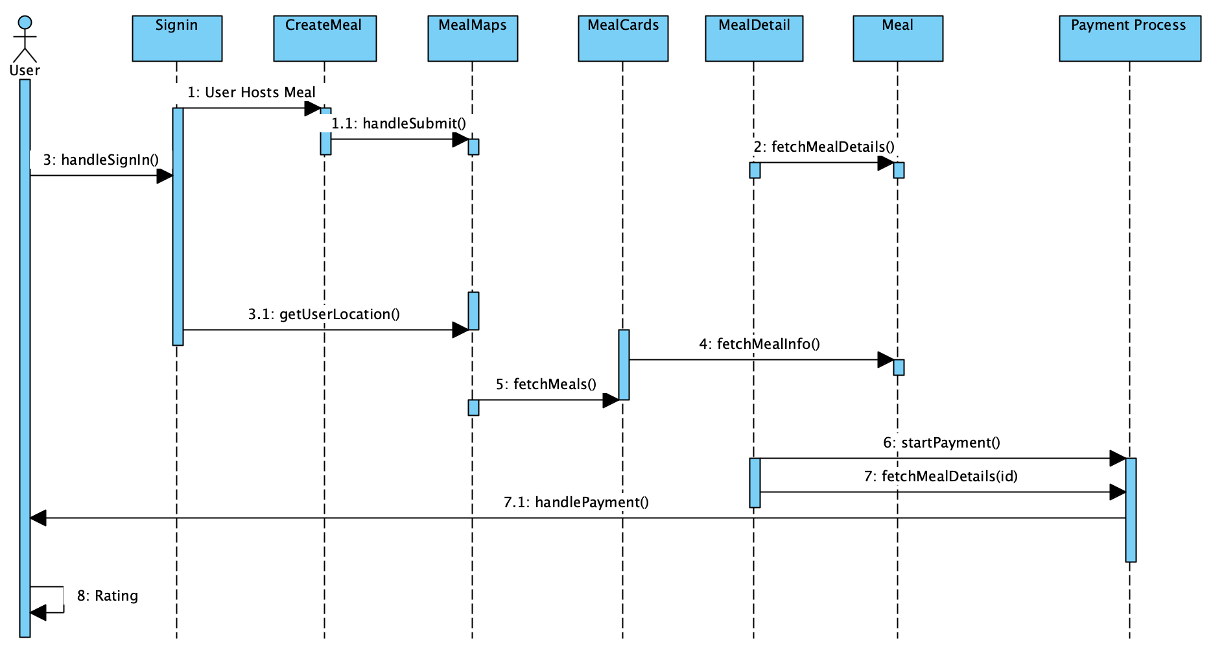 Signin
CreateMeal
MealMaps
MealCards
MealDetail
Meal
Payment Process
User
1: User Hosts Meal
1.1: handleSubmit()
2: fetchMealDetails()
3: handleSignIn()
3.1: getUserLocation()
4: fetchMealInfo()
5: fetchMeals()
6: startPayment()
7: fetchMealDetails(id)
7.1: handlePayment()
8: Rating